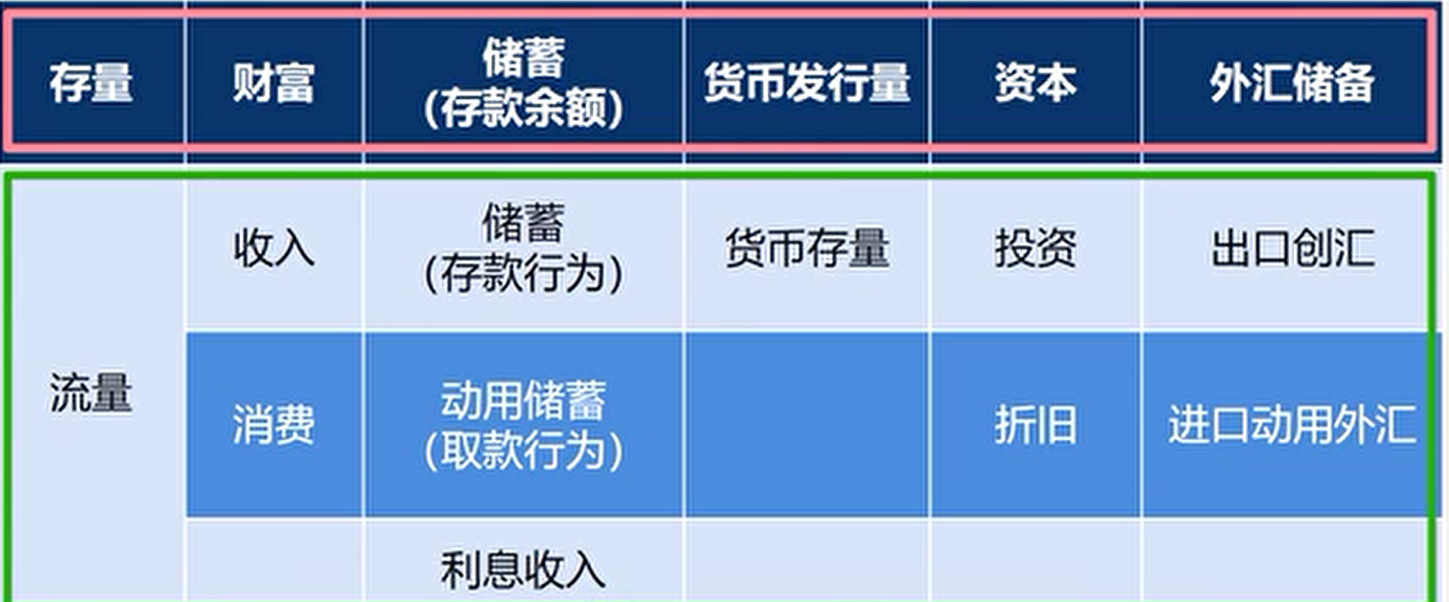 存量 财富 储蓄 货币发行量 资本 外汇储备
(存款余额)
收入 储蓄 货币存量 投资 出口创汇
(存款行为)
流量
消费 动用储蓄 折旧 进口动用外汇
(取款行为)
利息收入